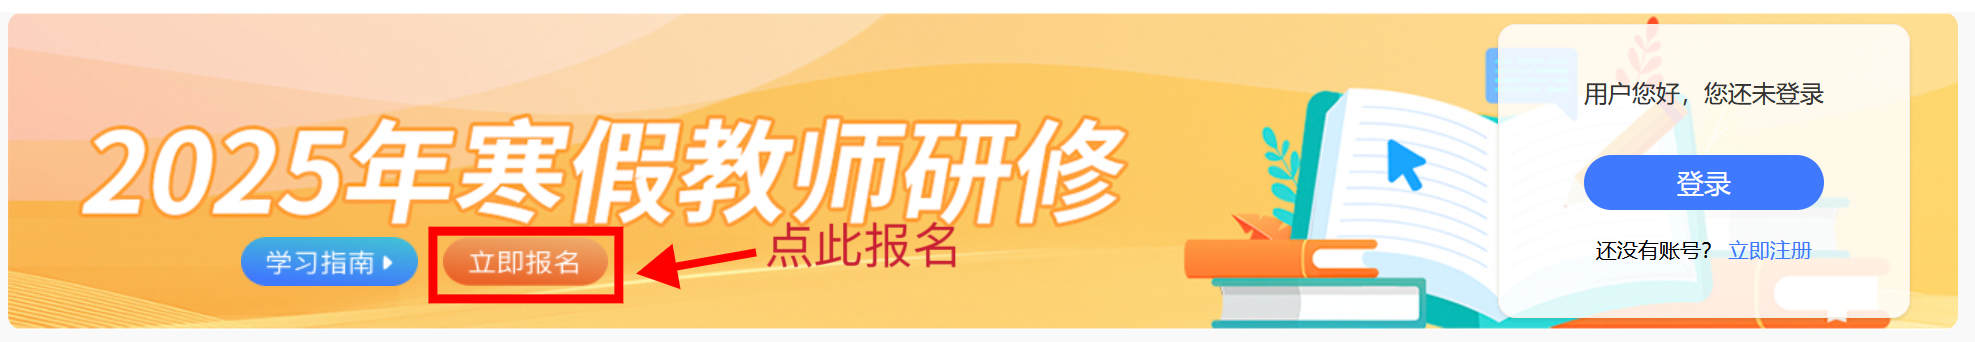 用户您好，您还未登录
2025年寒假教师研修
登录
学习指南
立即报名
点此报名
还没有账号？ 立即注册